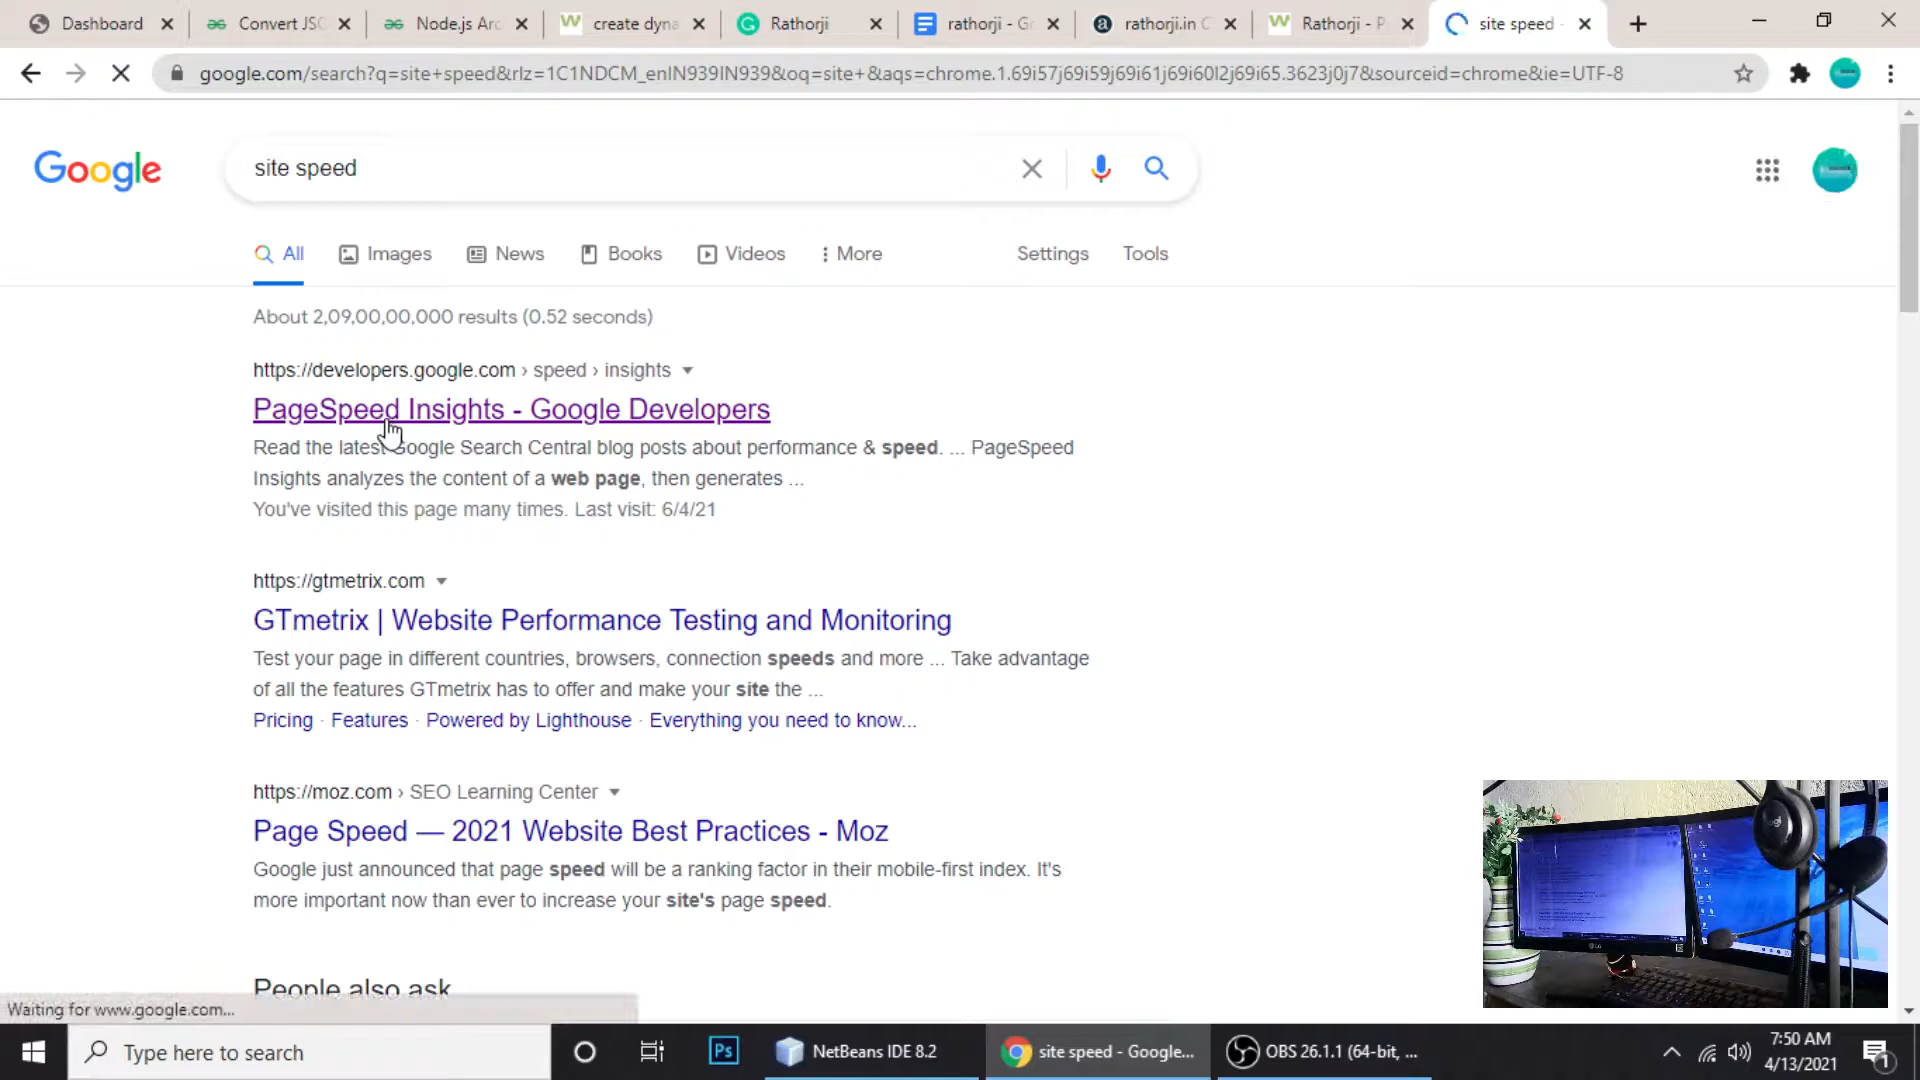 Dashboard
Convert JSC
Node.js Arc
create dyna
Rathorji
rathorji - Go
rathorji.in C
Rathorji - P
site speed -
google.com/search?q=site+speed&rlz=1C1NDCM_enIN939IN939&oq=site+&aqs=chrome.1.69i57j69i59j69i61j69i60l2j69i65.3623j0j7&sourceid=chrome&ie=UTF-8
Google
site speed
All
Images
News
Books
Videos
More
Settings
Tools
About 2,09,00,00,000 results (0.52 seconds)
https://developers.google.com › speed › insights
PageSpeed Insights - Google Developers
Read the latest Google Search Central blog posts about performance & speed. ... PageSpeed
Insights analyzes the content of a web page, then generates ...
You've visited this page many times. Last visit: 6/4/21
https://gtmetrix.com
GTmetrix | Website Performance Testing and Monitoring
Test your page in different countries, browsers, connection speeds and more ... Take advantage
of all the features GTmetrix has to offer and make your site the ...
Pricing · Features · Powered by Lighthouse · Everything you need to know...
https://moz.com › SEO Learning Center
Page Speed — 2021 Website Best Practices - Moz
Google just announced that page speed will be a ranking factor in their mobile-first index. It's
more important now than ever to increase your site's page speed.
People also ask
Waiting for www.google.com...
Type here to search
Ps
NetBeans IDE 8.2
site speed - Google...
OBS 26.1.1 (64-bit, ...
7:50 AM
4/13/2021
1